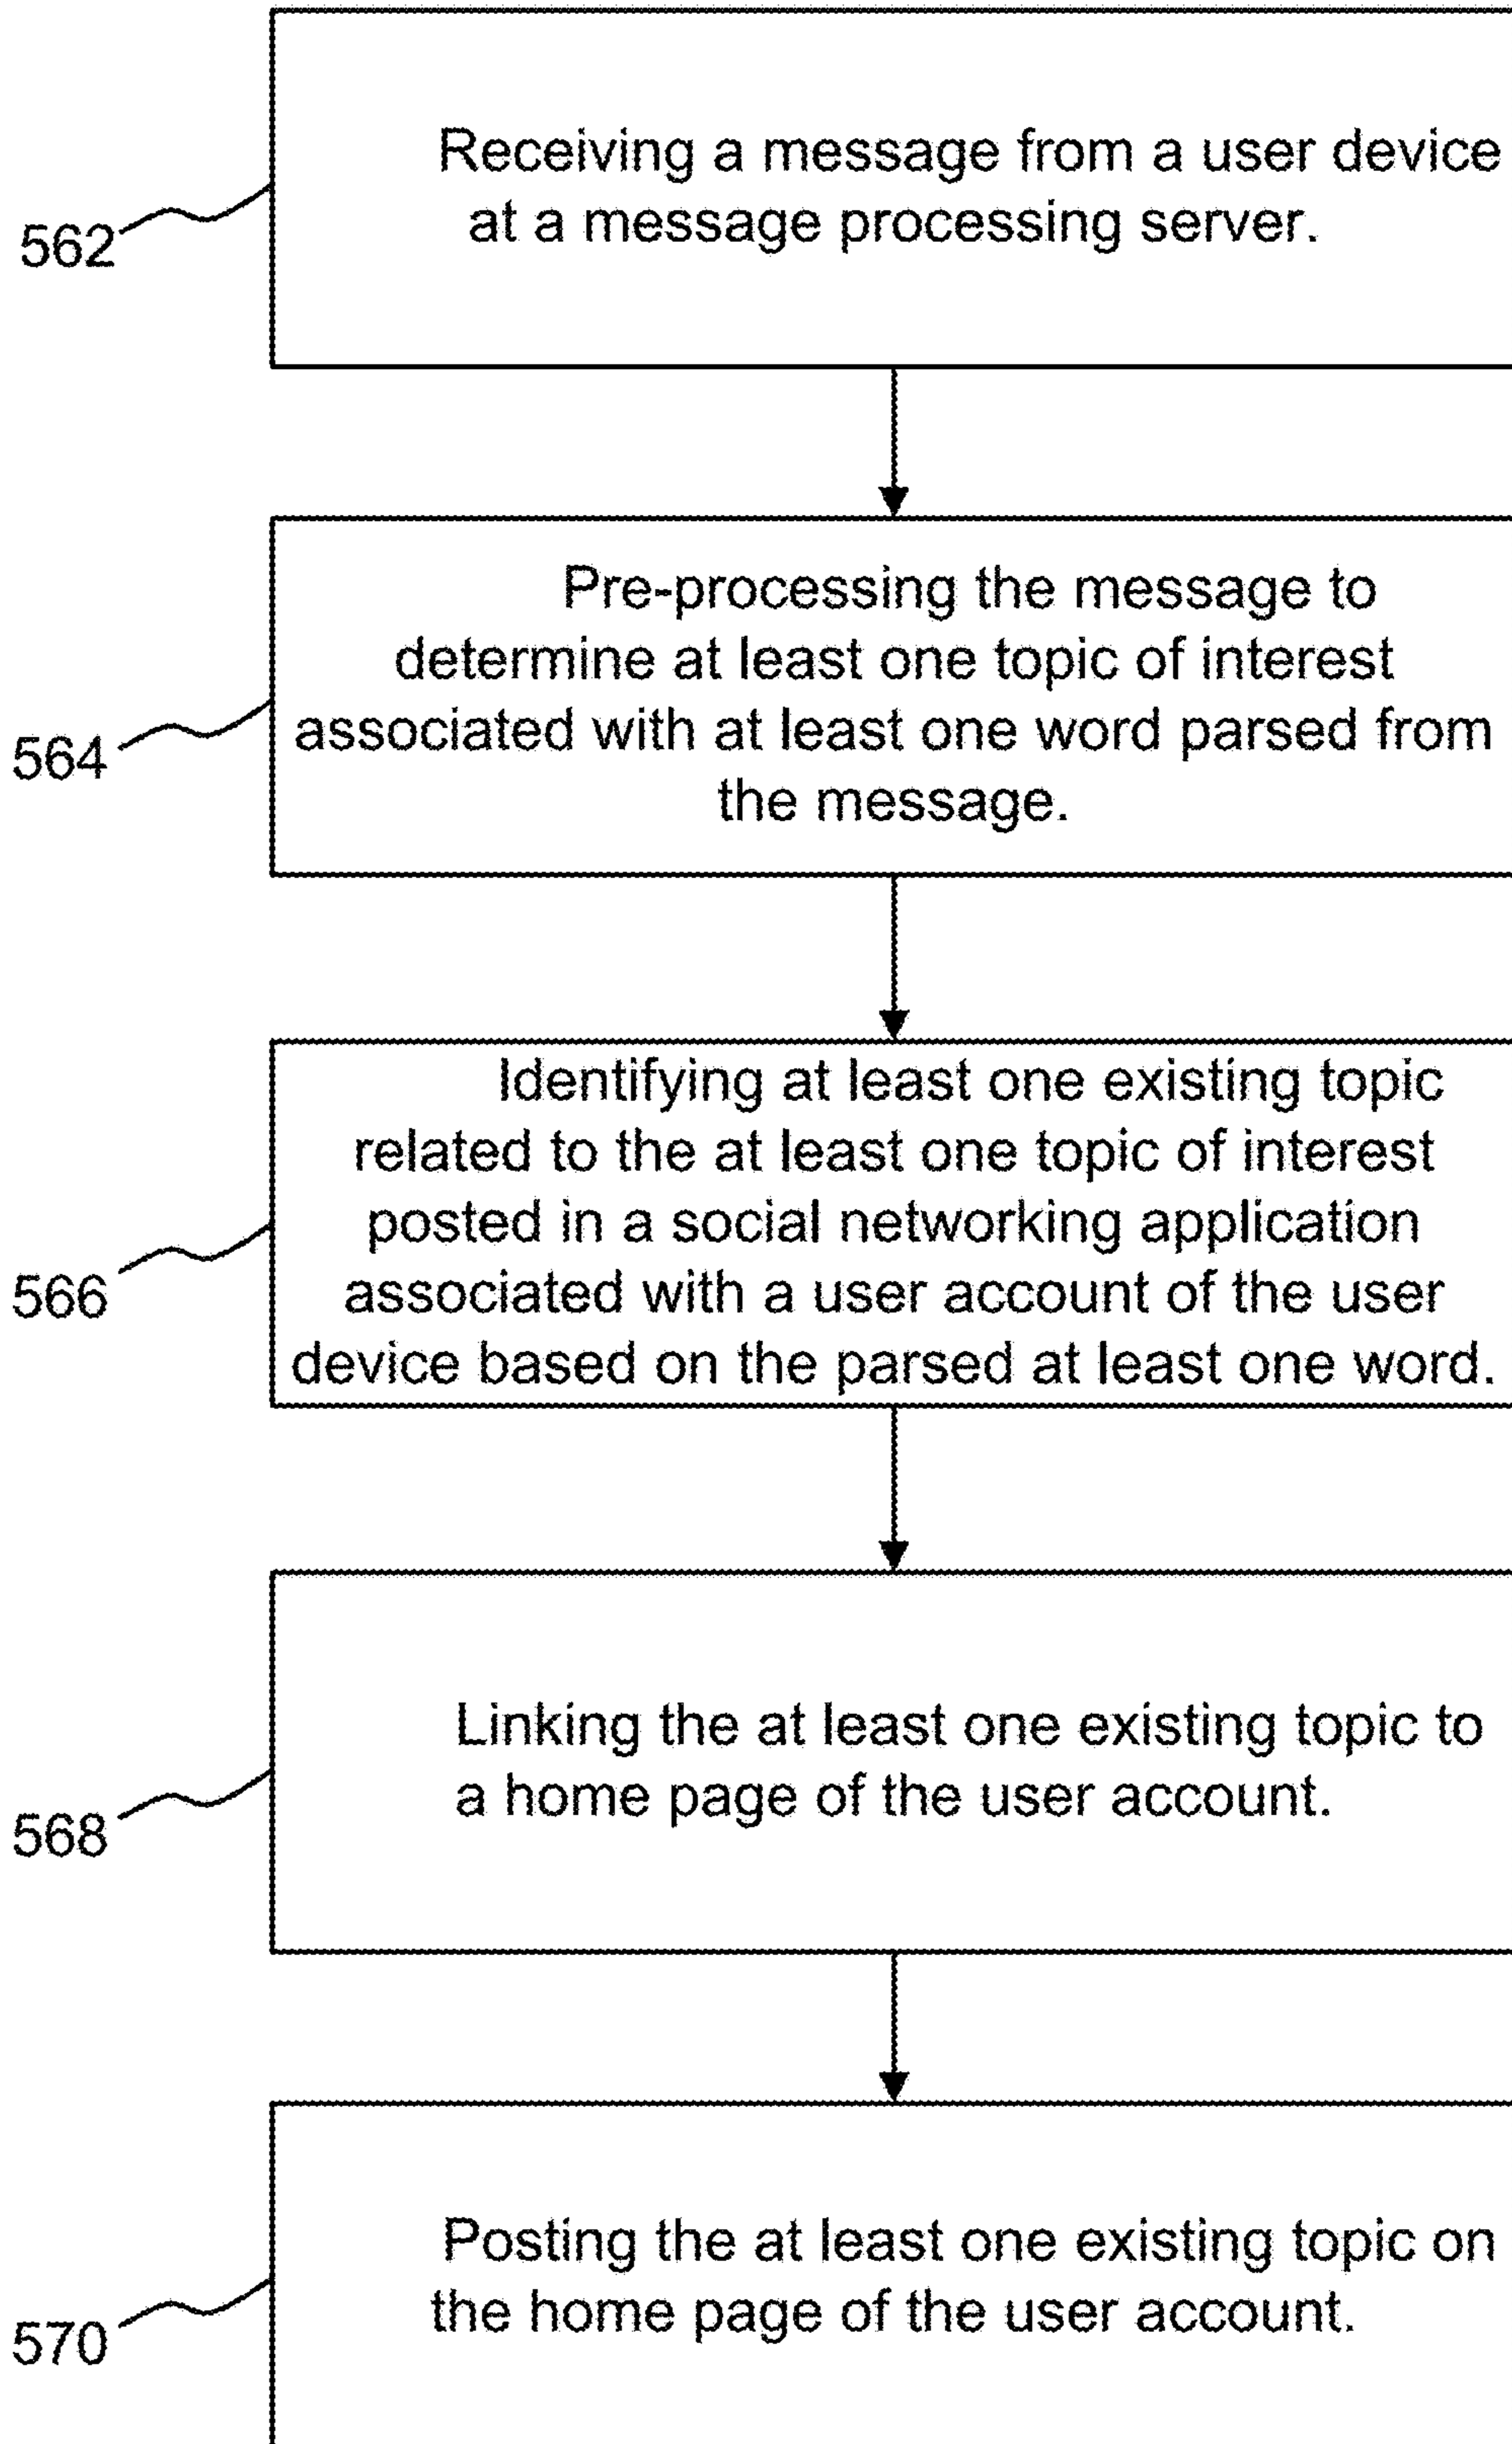 Receiving a message from a user device
at a message processing server.
562
Pre-processing the message to
determine at least one topic of interest
associated with at least one word parsed from
the message.
564
Identifying at least one existing topic
related to the at least one topic of interest
posted in a social networking application
associated with a user account of the user
device based on the parsed at least one word.
566
Linking the at least one existing topic to
a home page of the user account.
568
Posting the at least one existing topic on
the home page of the user account.
570